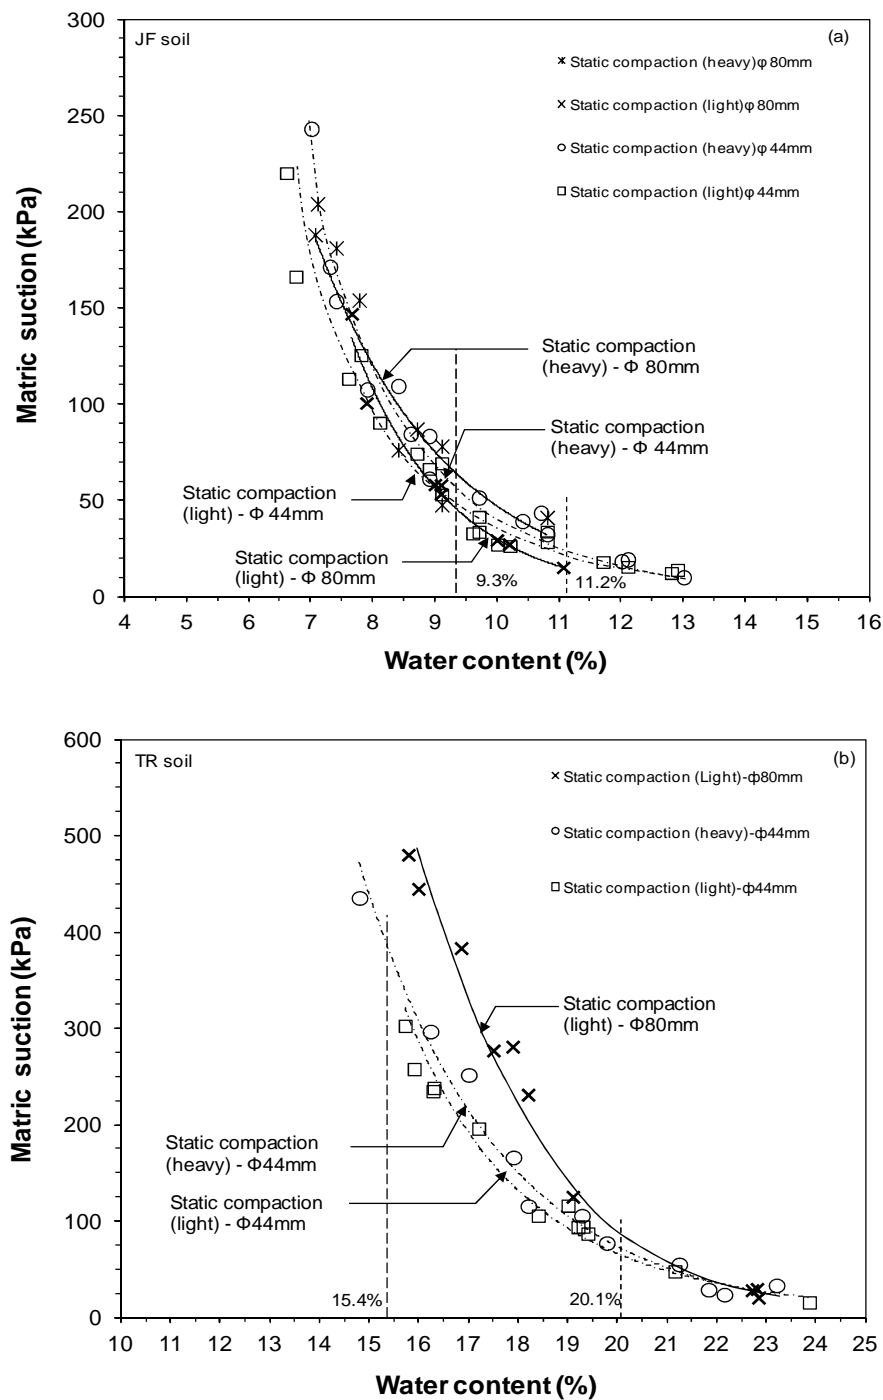 JF soil
(a)
300
250
200
150
100
50
0
Matric suction (kPa)
Static compaction (heavy)φ 80mm
Static compaction (light)φ 80mm
Static compaction (heavy)φ 44mm
Static compaction (light)φ 44mm
Static compaction
(heavy) - Φ 80mm
Static compaction
(heavy) - Φ 44mm
Static compaction
(light) - Φ 44mm
Static compaction
(light) - Φ 80mm
9.3%
11.2%
4 5 6 7 8 9 10 11 12 13 14 15 16
Water content (%)
TR soil
(b)
600
500
400
300
200
100
0
Matric suction (kPa)
Static compaction (Light)-φ80mm
Static compaction (heavy)-φ44mm
Static compaction (light)-φ44mm
Static compaction
(light) - Φ80mm
Static compaction
(heavy) - Φ44mm
Static compaction
(light) - Φ44mm
15.4%
20.1%
10 11 12 13 14 15 16 17 18 19 20 21 22 23 24 25
Water content (%)